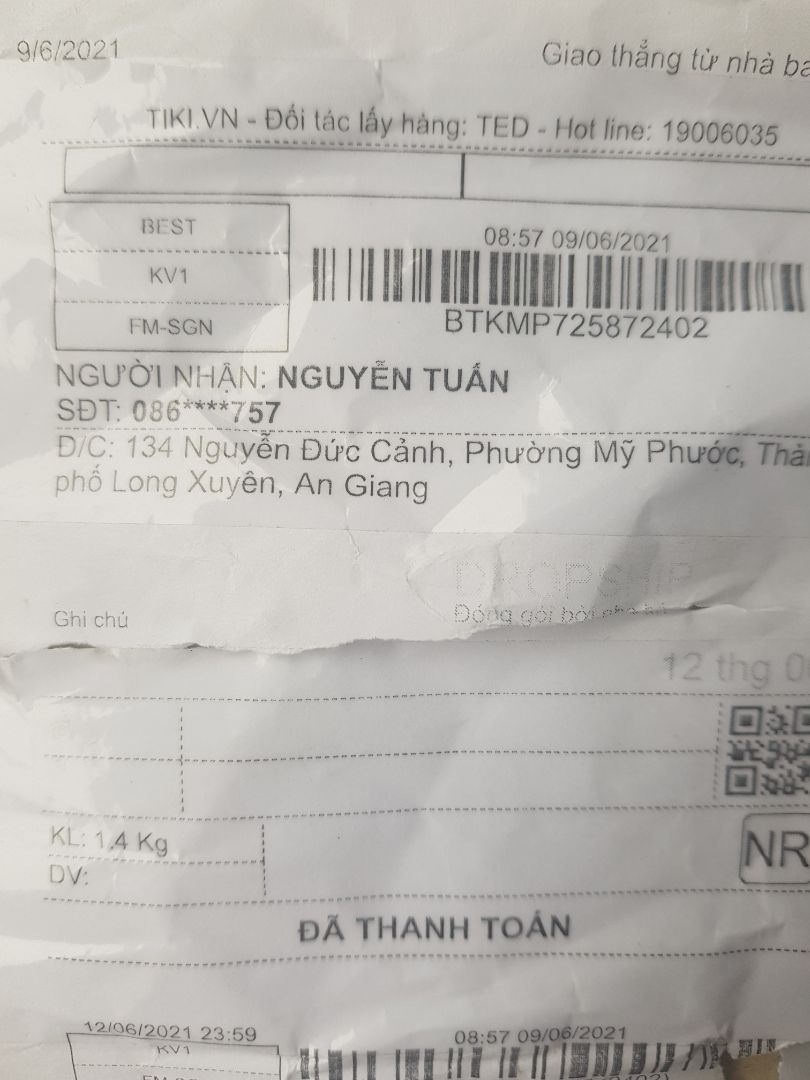 9/6/2021
Giao thẳng từ nhà
TIKI.VN - Đối tác lấy hàng: TED - Hot line: 19006035
BEST
08:57 09/06/2021
KV1
FM-SGN
BTKMP725872402
NGƯỜI NHẬN: NGUYỄN TUẤN
SĐT: 086****757
Đ/C: 134 Nguyễn Đức Cảnh, Phường Mỹ Phước,
phố Long Xuyên, An Giang
DROPSHIP
Ghi chú
Đóng gói bởi
12 thg
KL: 1.4 Kg
NR
DV:
ĐÃ THANH TOÁN
12/06/2021 23:59
08:57 09/06/2021
KV1